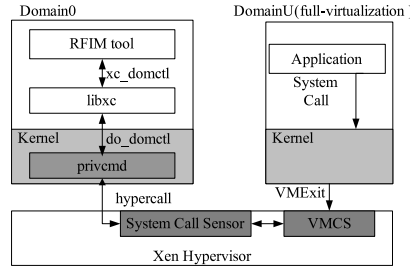 Domain0
DomainU(full-virtualization )
RFIM tool
Application
xc_domctl
System
Call
libxc
Kernel
do_domctl
Kernel
privcmd
VMExit
hypercall
System Call Sensor
VMCS
Xen Hypervisor